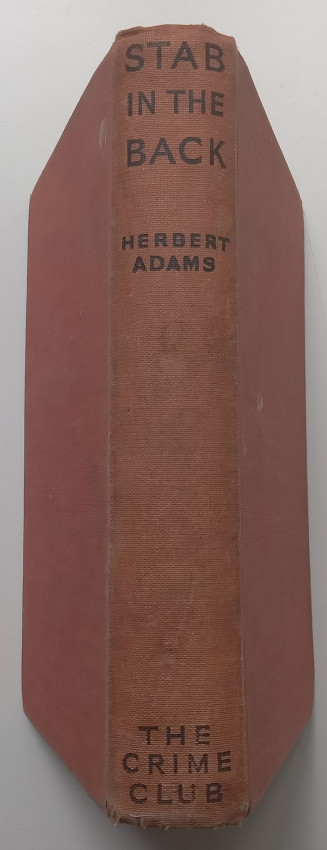 STAB
IN THE
BACK
HERBERT
ADAMS
THE
CRIME
CLUB